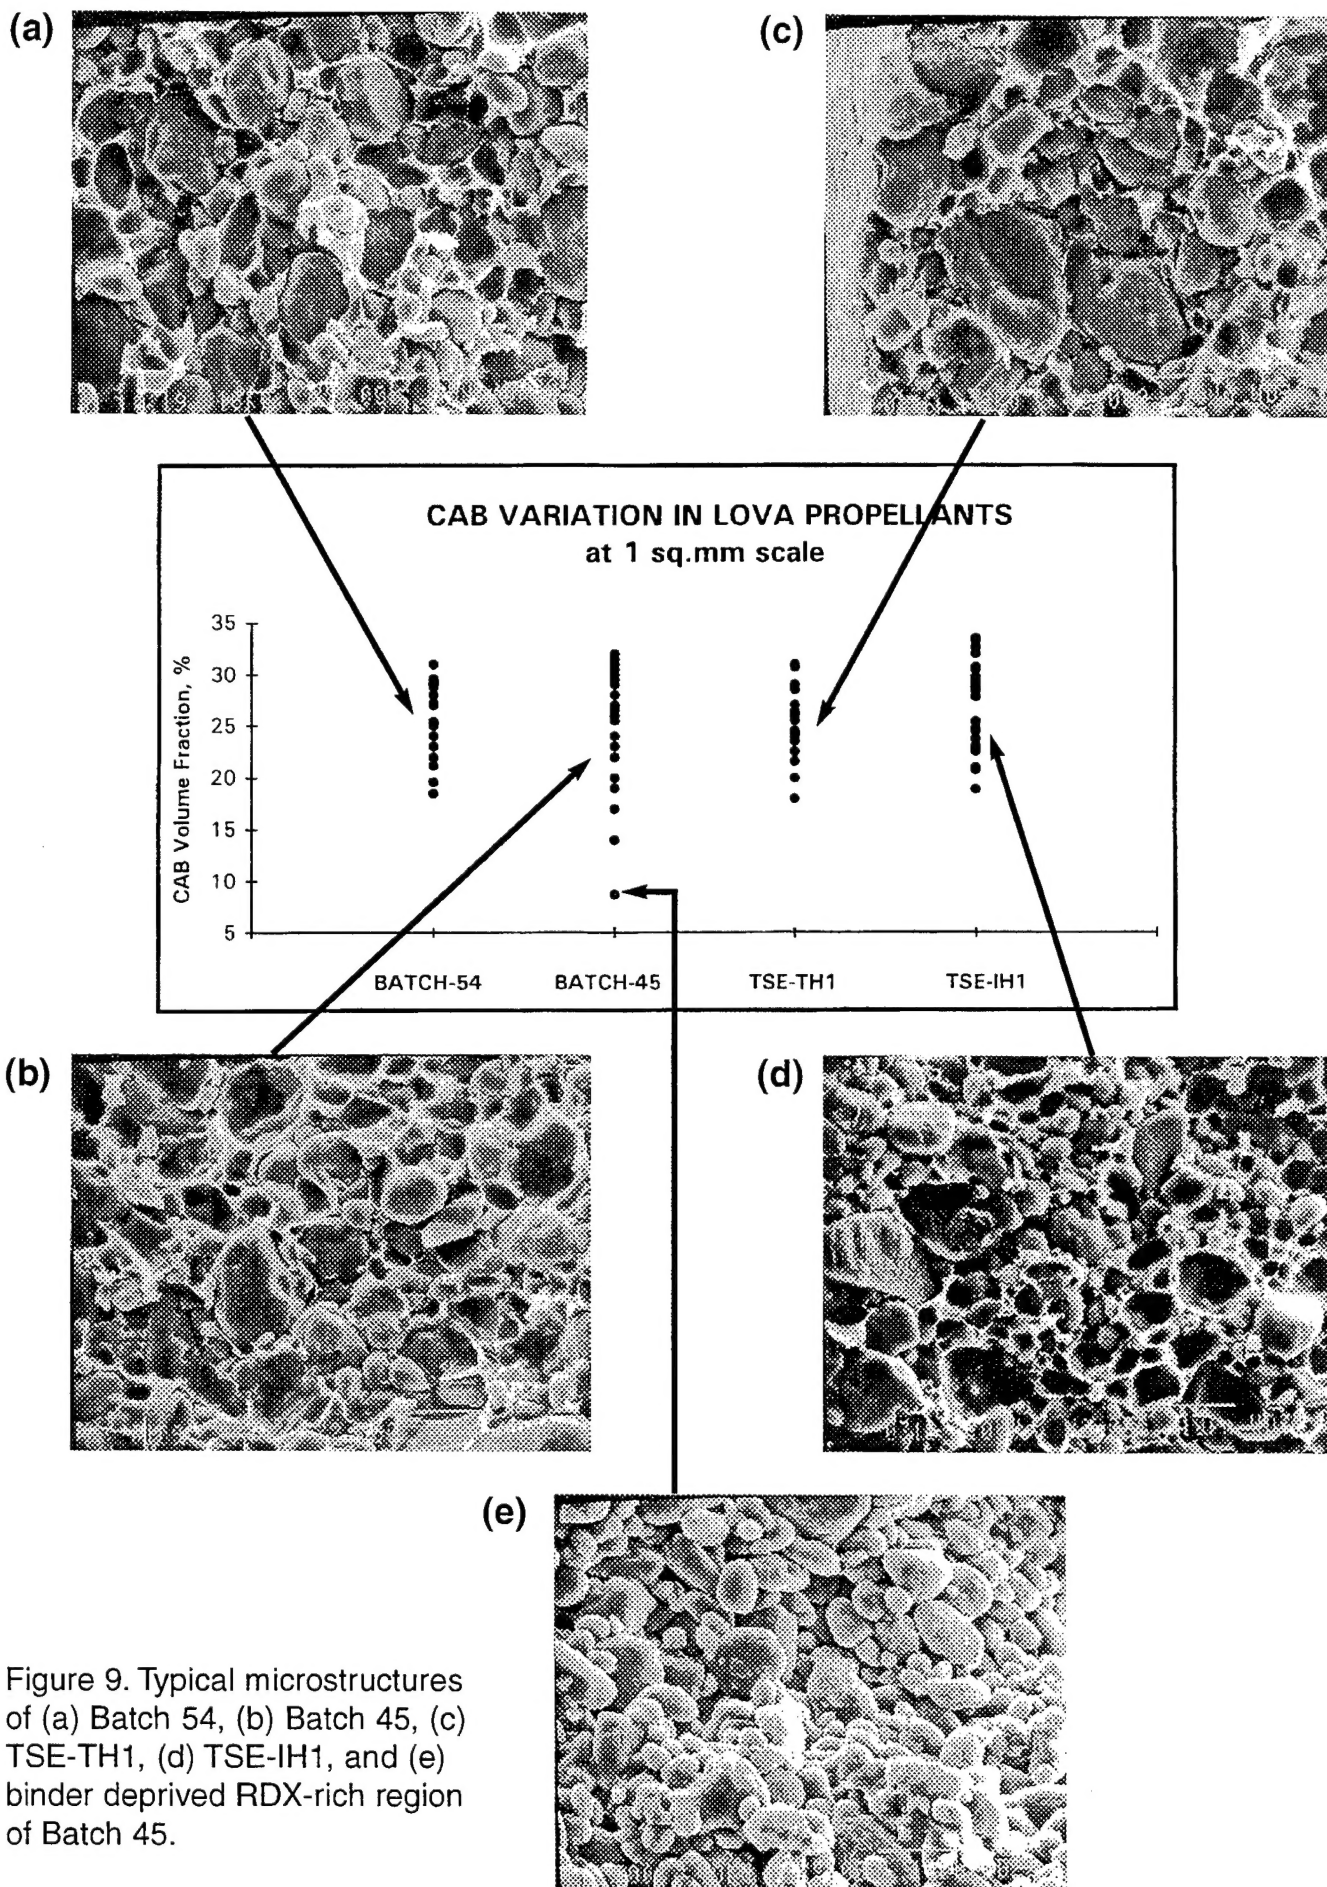 (a)
(c)
CAB VARIATION IN LOVA PROPELLANTS
at 1 sq.mm scale
CAB Volume Fraction, %
35
30
25
20
15
10
5
BATCH-54
BATCH-45
TSE-TH1
TSE-IH1
(b)
(d)
(e)
Figure 9. Typical microstructures
of (a) Batch 54, (b) Batch 45, (c)
TSE-TH1, (d) TSE-IH1, and (e)
binder deprived RDX-rich region
of Batch 45.